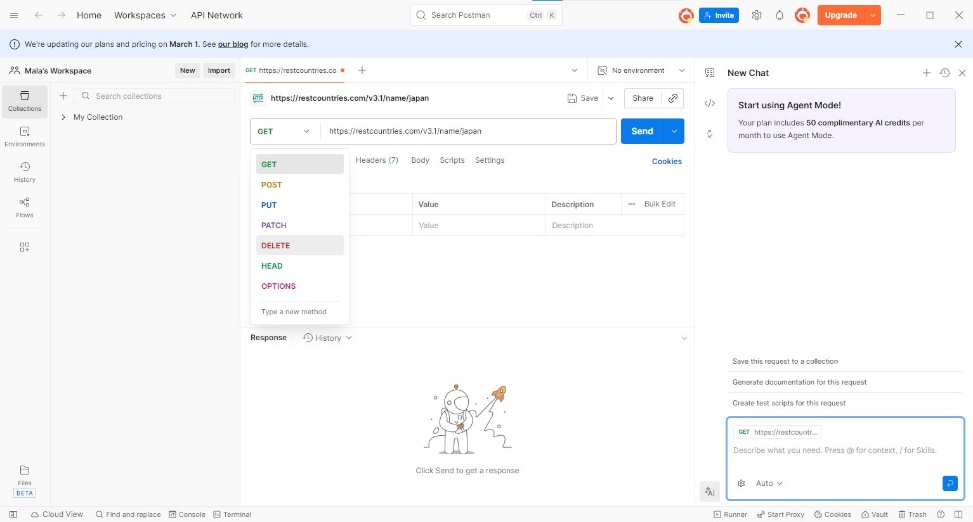 Home Workspaces API Network Search Postman Ctrl K Invite Upgrade
We're updating our plans and pricing on March 1. See our blog for more details.
Mala's Workspace New Import
GET https://restcountries.co No environment
New Chat
Collections
Search collections
My Collection
Environments
History
Flows
Files
BETA
https://restcountries.com/v3.1/name/japan Save Share
GET https://restcountries.com/v3.1/name/japan Send
Headers (7) Body Scripts Settings Cookies
GET
POST
PUT
PATCH
DELETE
HEAD
OPTIONS
Type a new method
Value Description Bulk Edit
Value Description
Response History
Click Send to get a response
Start using Agent Mode!
Your plan includes 50 complimentary AI credits per
month to use Agent Mode.
Save this request to a collection
Generate documentation for this request
Create test scripts for this request
GET https://restcountr...
Describe what you need. Press @ for context, / for Skills.
Auto
AI
Cloud View Find and replace Console Terminal Runner Start Proxy Cookies Vault Trash